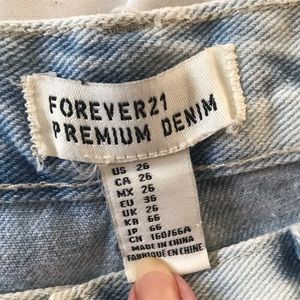 FOREVER21
PREMIUM DENIM
US 26
CA 26
MX 26
EU 36
UK 26
KR 66
JP 66
CN 160/66A
MADE IN CHINA
FABRIQUÉ EN CHINE